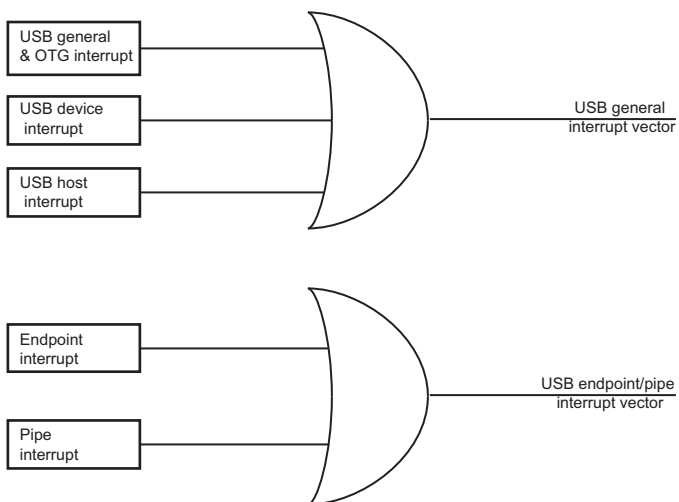 USB general
& OTG interrupt
USB device
interrupt
USB host
interrupt
USB general
interrupt vector
Endpoint
interrupt
Pipe
interrupt
USB endpoint/pipe
interrupt vector